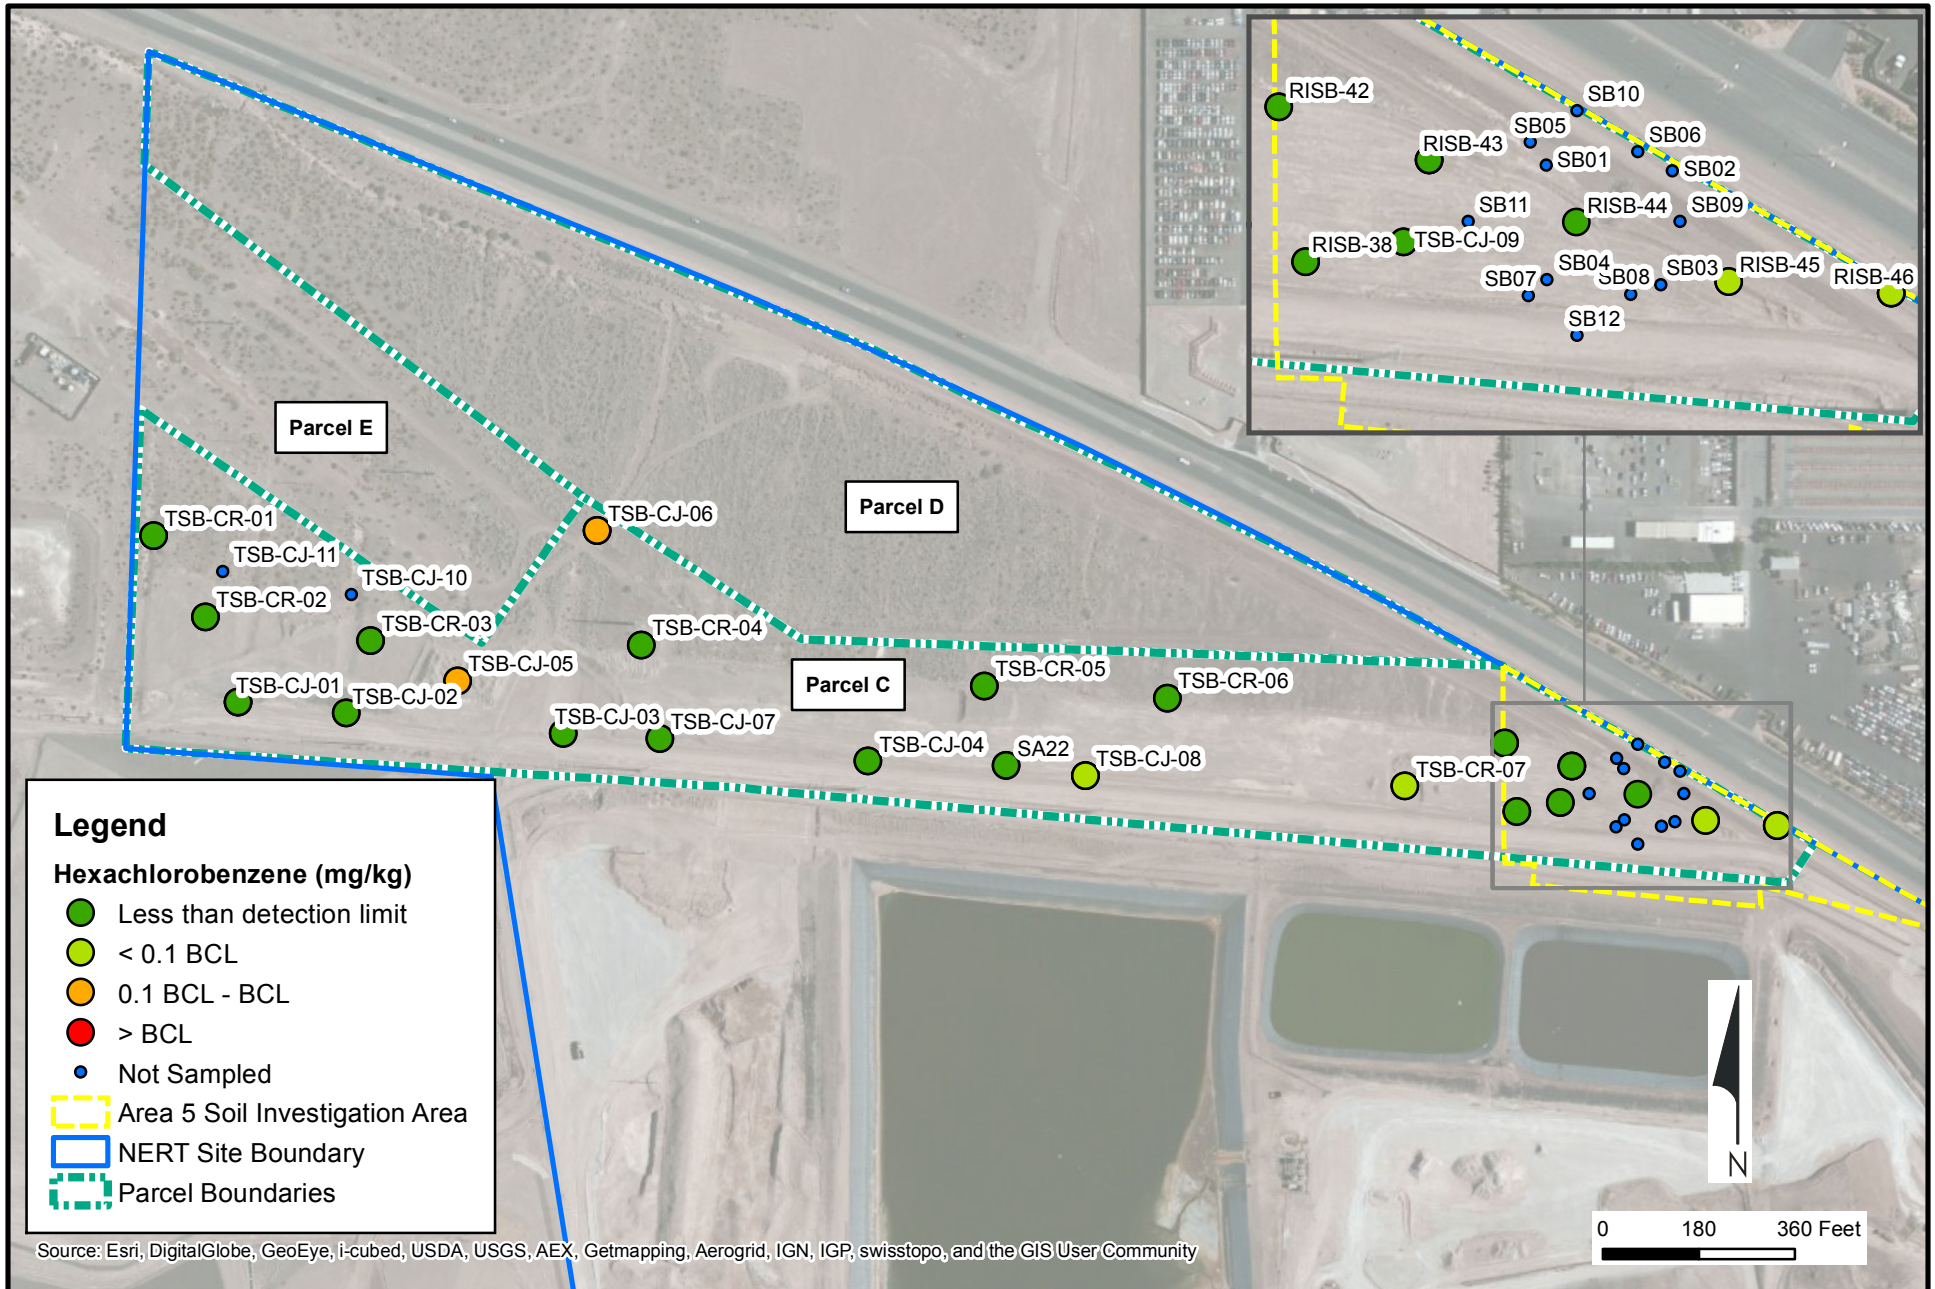 RISB-42
SB10
SB05
SB06
RISB-43
SB01
SB02
SB11
RISB-44
SB09
RISB-38
TSB-CJ-09
SB04
SB03
RISB-45
SB07
SB08
RISB-46
SB12
Parcel E
Parcel D
TSB-CR-01
TSB-CJ-06
TSB-CJ-11
TSB-CJ-10
TSB-CR-02
TSB-CR-03
TSB-CR-04
TSB-CJ-05
TSB-CR-05
Parcel C
TSB-CR-06
TSB-CJ-01
TSB-CJ-02
TSB-CJ-03
TSB-CJ-07
TSB-CJ-04
SA22
TSB-CJ-08
TSB-CR-07
Legend
Hexachlorobenzene (mg/kg)
Less than detection limit
< 0.1 BCL
0.1 BCL - BCL
> BCL
Not Sampled
Area 5 Soil Investigation Area
NERT Site Boundary
Parcel Boundaries
N
0 180 360 Feet
Source: Esri, DigitalGlobe, GeoEye, i-cubed, USDA, USGS, AEX, Getmapping, Aerogrid, IGN, IGP, swisstopo, and the GIS User Community